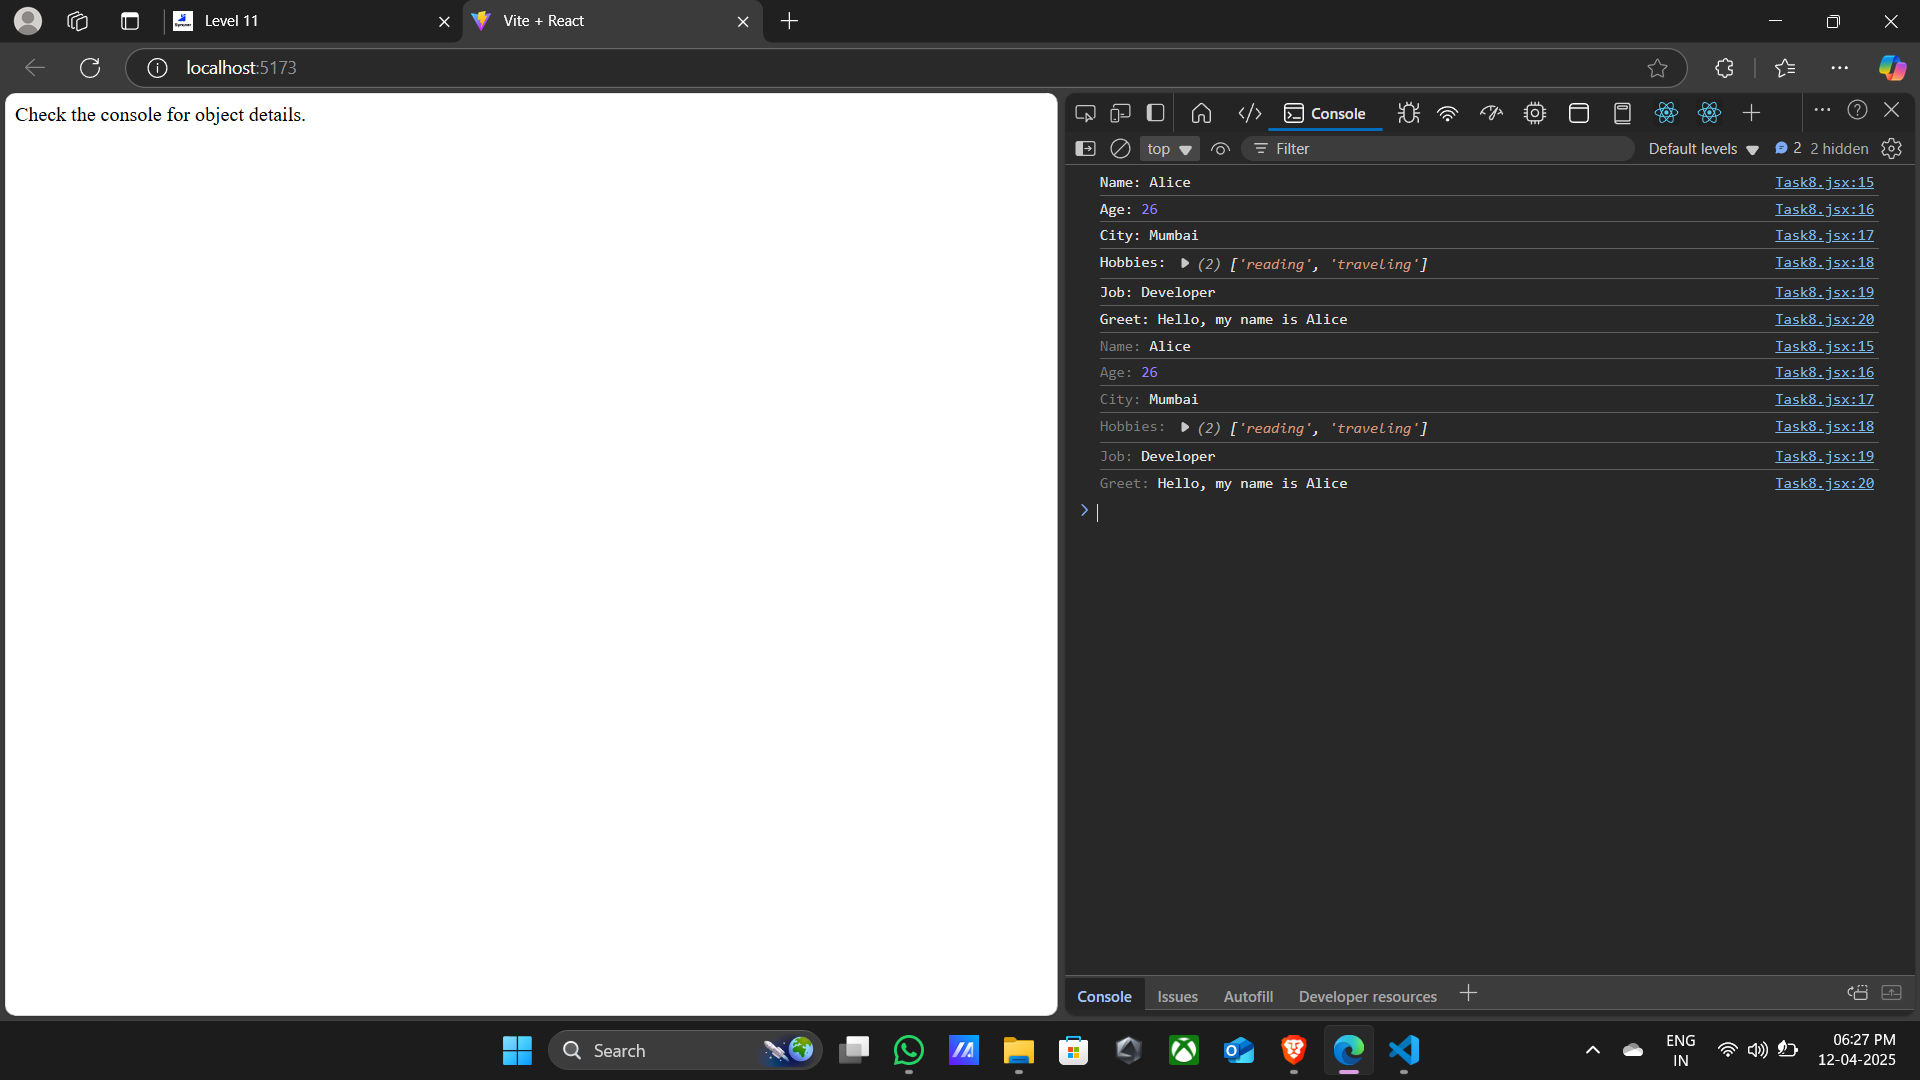 Level 11
Vite + React
localhost:5173
Check the console for object details.
Console
top
Filter
Default levels
2
2 hidden
Name: Alice Task8.jsx:15
Age: 26 Task8.jsx:16
City: Mumbai Task8.jsx:17
Hobbies: (2) ['reading', 'traveling'] Task8.jsx:18
Job: Developer Task8.jsx:19
Greet: Hello, my name is Alice Task8.jsx:20
Name: Alice Task8.jsx:15
Age: 26 Task8.jsx:16
City: Mumbai Task8.jsx:17
Hobbies: (2) ['reading', 'traveling'] Task8.jsx:18
Job: Developer Task8.jsx:19
Greet: Hello, my name is Alice Task8.jsx:20
Console Issues Autofill Developer resources
Search
ENG
IN
06:27 PM
12-04-2025